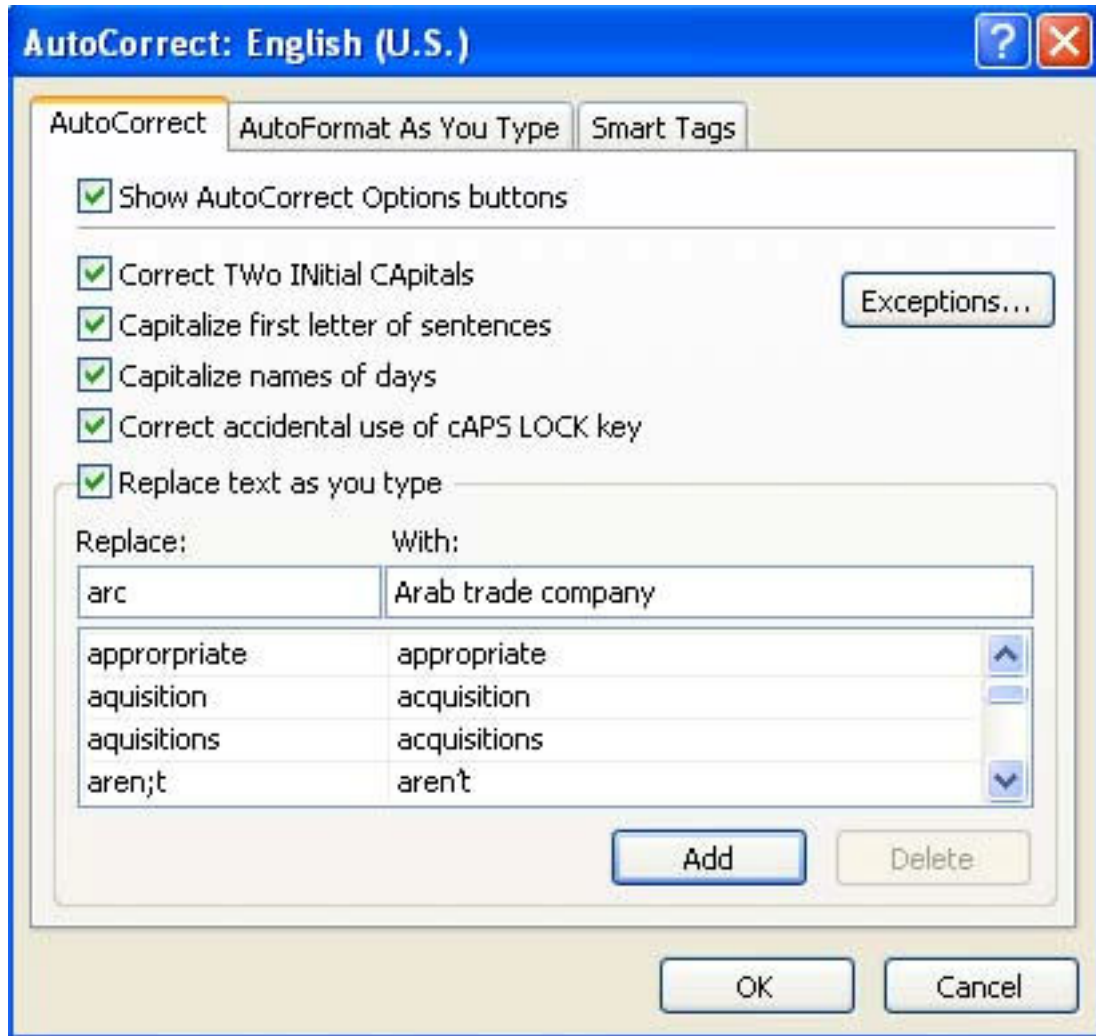 AutoCorrect: English (U.S.)
AutoCorrect AutoFormat As You Type Smart Tags
Show AutoCorrect Options buttons
Correct TWo INitial CApitals
Exceptions...
Capitalize first letter of sentences
Capitalize names of days
Correct accidental use of cAPS LOCK key
Replace text as you type
Replace: With:
arc Arab trade company
approrpriate appropriate
aquisition acquisition
aquisitions acquisitions
aren;t aren't
Add Delete
OK Cancel